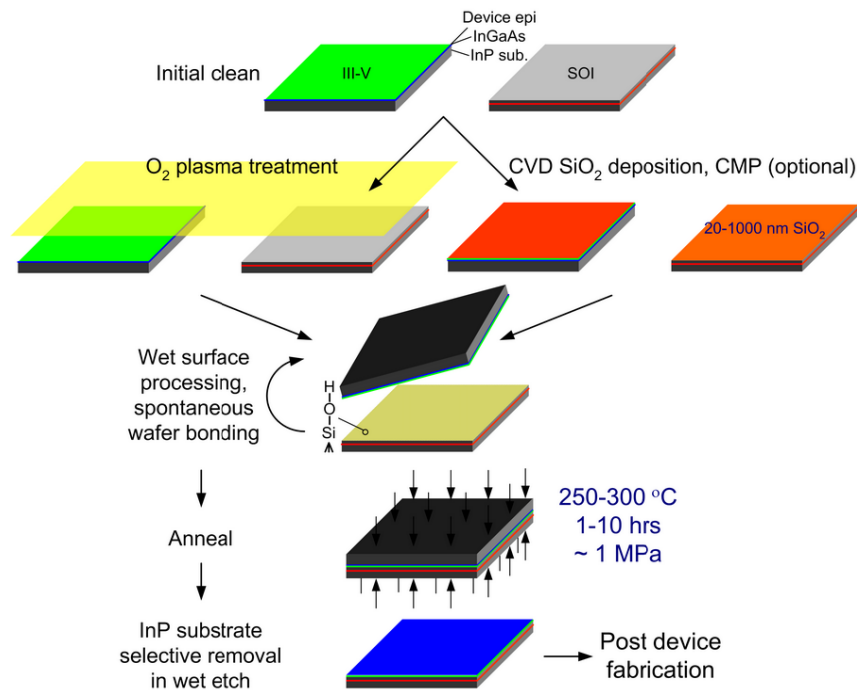 Device epi
InGaAs
InP sub.
Initial clean
III-V
SOI
O₂ plasma treatment
CVD SiO₂ deposition, CMP (optional)
20-1000 nm SiO₂
Wet surface
processing,
spontaneous
wafer bonding
H
O
Si
250-300 °C
1-10 hrs
~ 1 MPa
Anneal
InP substrate
selective removal
in wet etch
Post device
fabrication